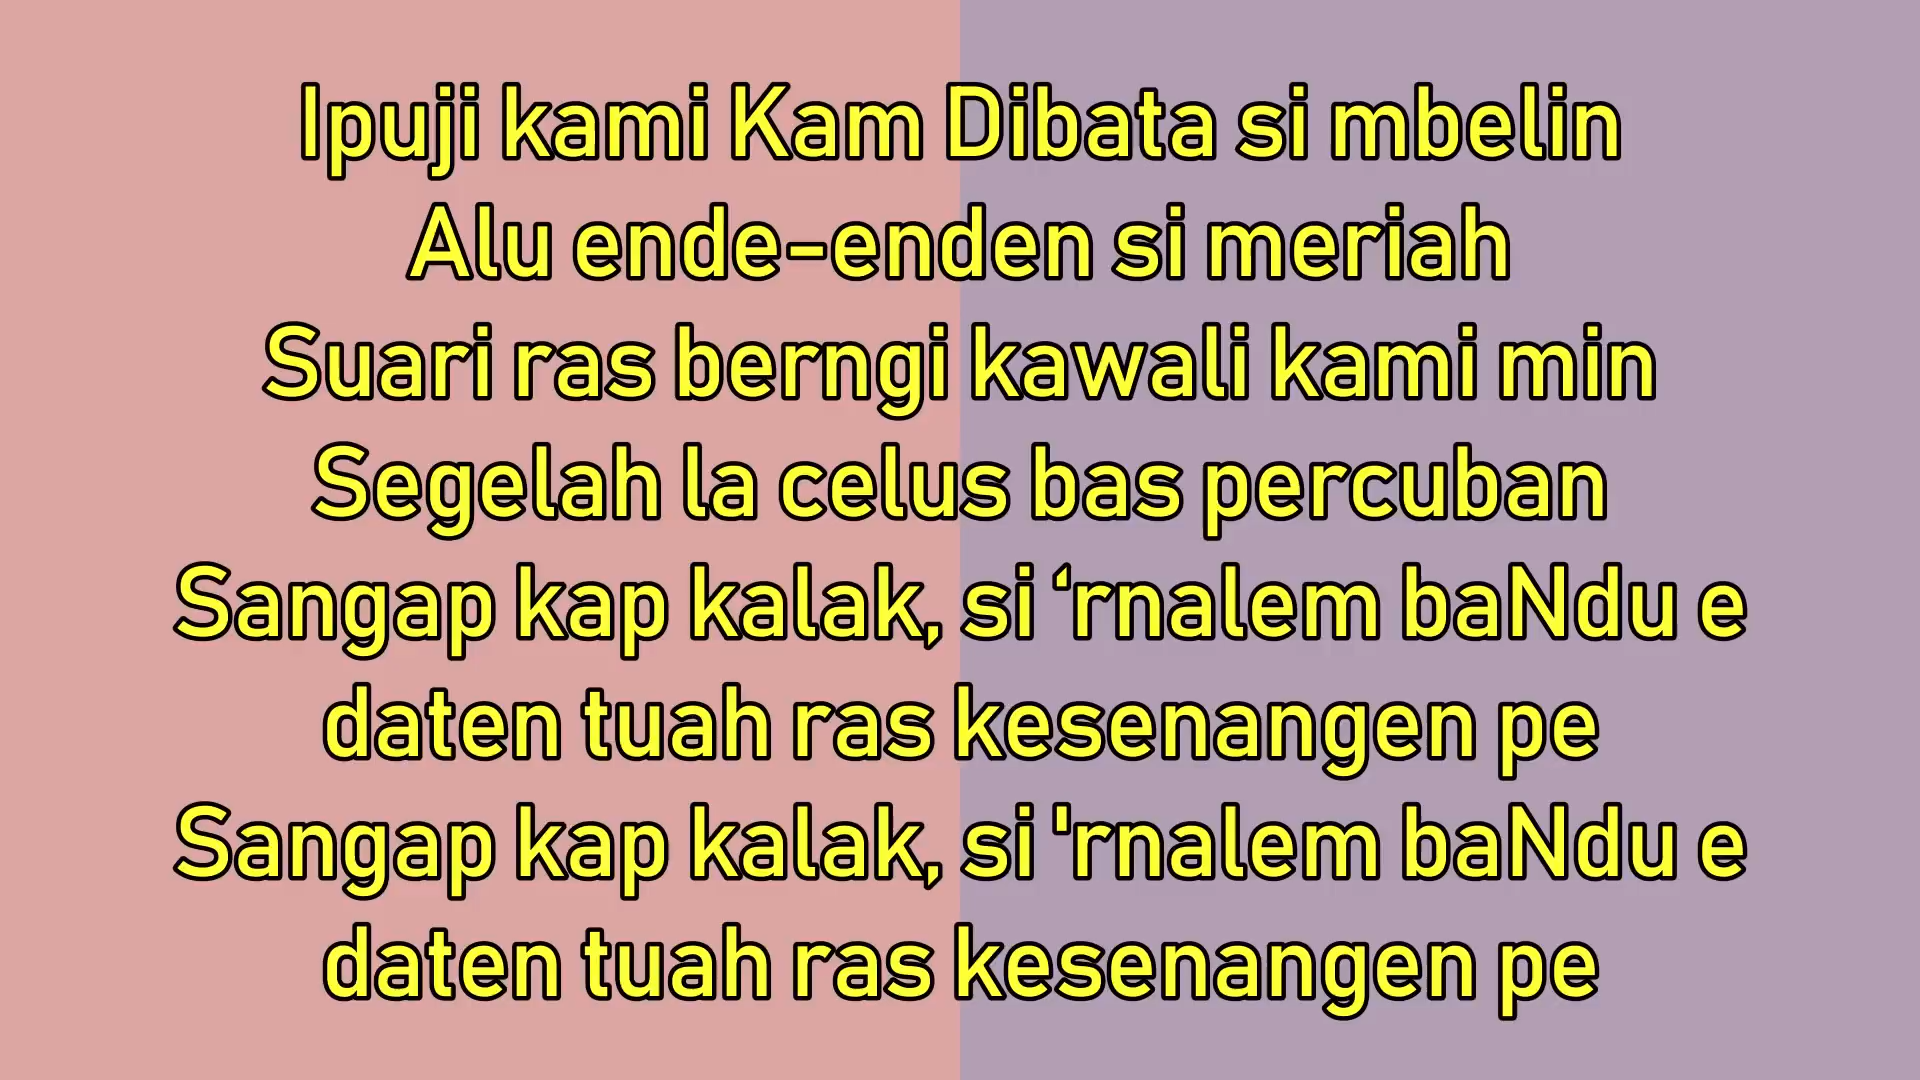 Ipuji kami Kam Dibata si mbelin
Alu ende-enden si meriah
Suari ras berngi kawali kami min
Segelah la celus bas percuban
Sangap kap kalak, si ‘rnalem baNdu e
daten tuah ras kesenangen pe
Sangap kap kalak, si 'rnalem baNdu e
daten tuah ras kesenangen pe